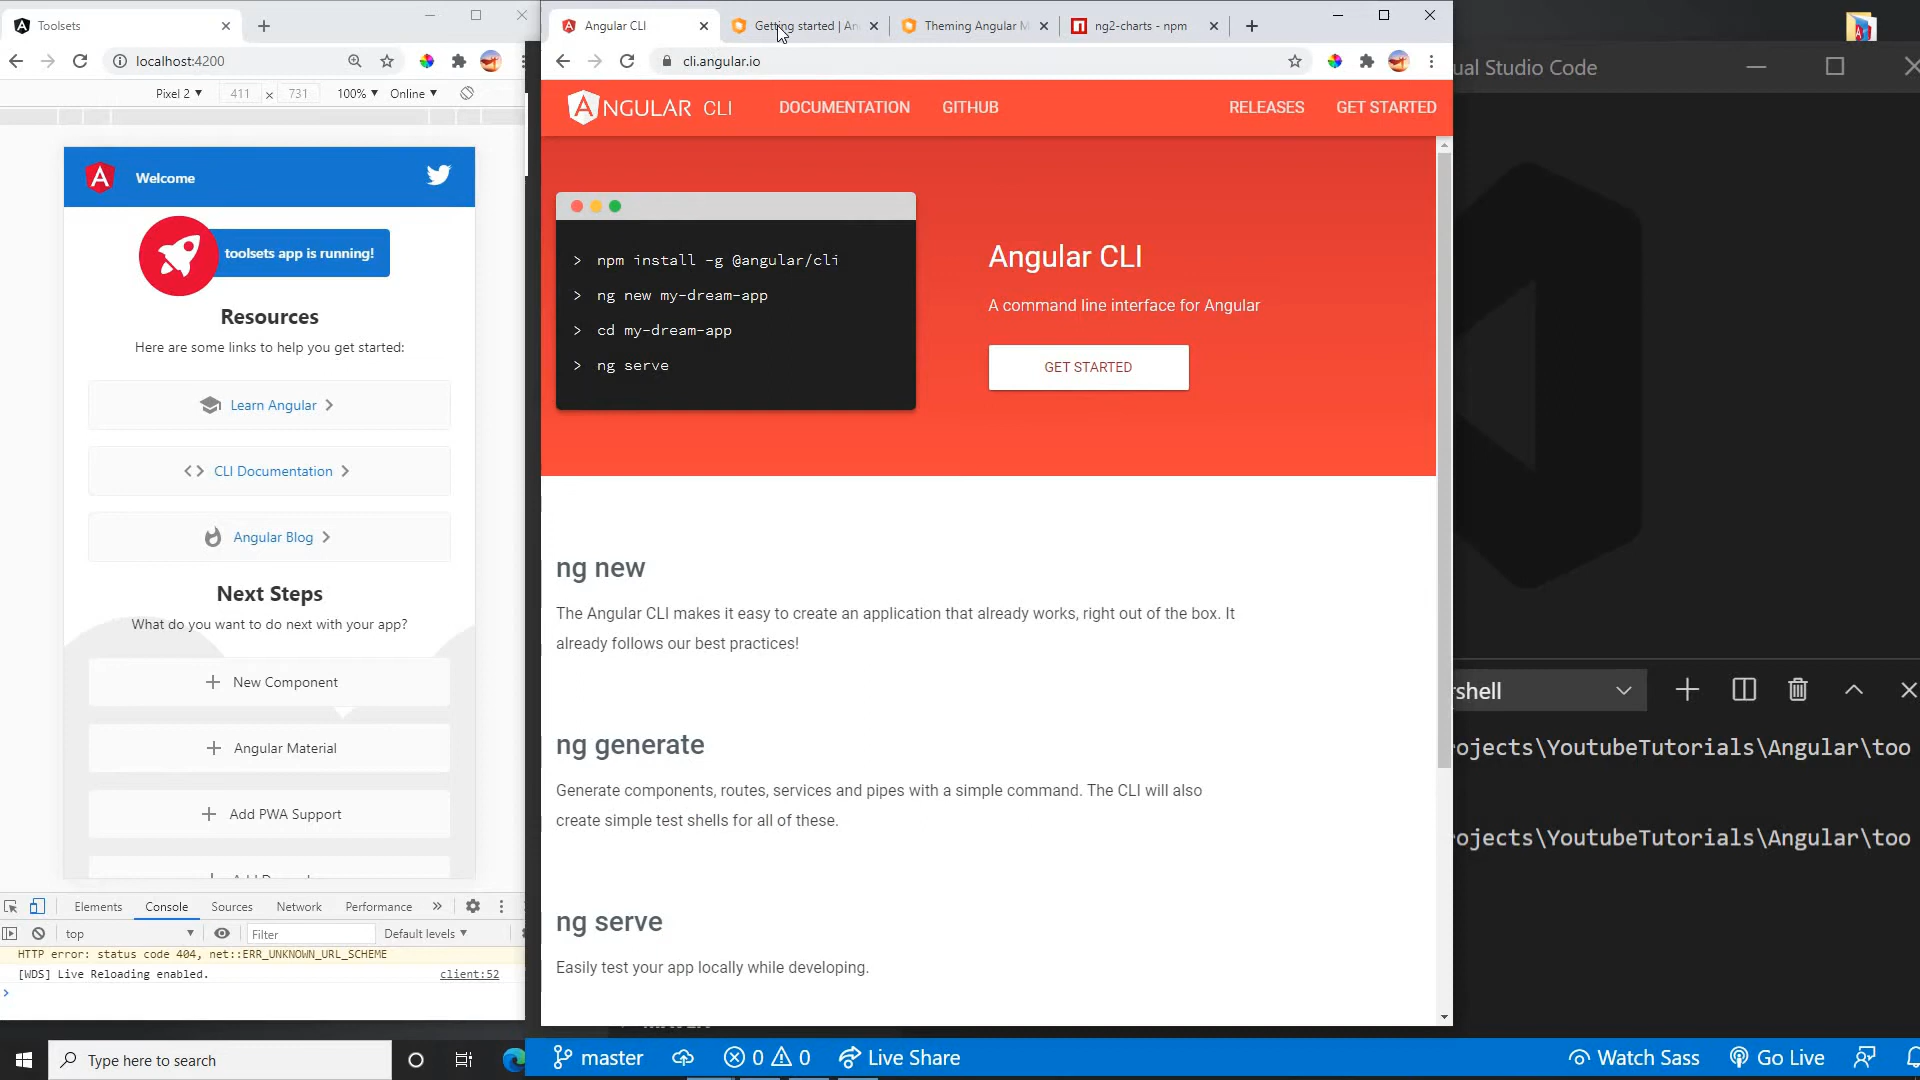 Toolsets
localhost:4200
Pixel 2
411
x
731
100%
Online
Welcome
toolsets app is running!
Resources
Here are some links to help you get started:
Learn Angular
CLI Documentation
Angular Blog
Next Steps
What do you want to do next with your app?
New Component
Angular Material
Add PWA Support
Elements
Console
Sources
Network
Performance
top
Filter
Default levels
HTTP error: status code 404, net::ERR_UNKNOWN_URL_SCHEME
[WDS] Live Reloading enabled.
client:52
Type here to search
Angular CLI
Getting started | An
Theming Angular M
ng2-charts - npm
cli.angular.io
ANGULAR CLI
DOCUMENTATION
GITHUB
RELEASES
GET STARTED
> npm install -g @angular/cli
> ng new my-dream-app
> cd my-dream-app
> ng serve
Angular CLI
A command line interface for Angular
GET STARTED
ng new
The Angular CLI makes it easy to create an application that already works, right out of the box. It
already follows our best practices!
ng generate
Generate components, routes, services and pipes with a simple command. The CLI will also
create simple test shells for all of these.
ng serve
Easily test your app locally while developing.
ual Studio Code
rshell
rojects\YoutubeTutorials\Angular\too
rojects\YoutubeTutorials\Angular\too
master
0
0
Live Share
Watch Sass
Go Live